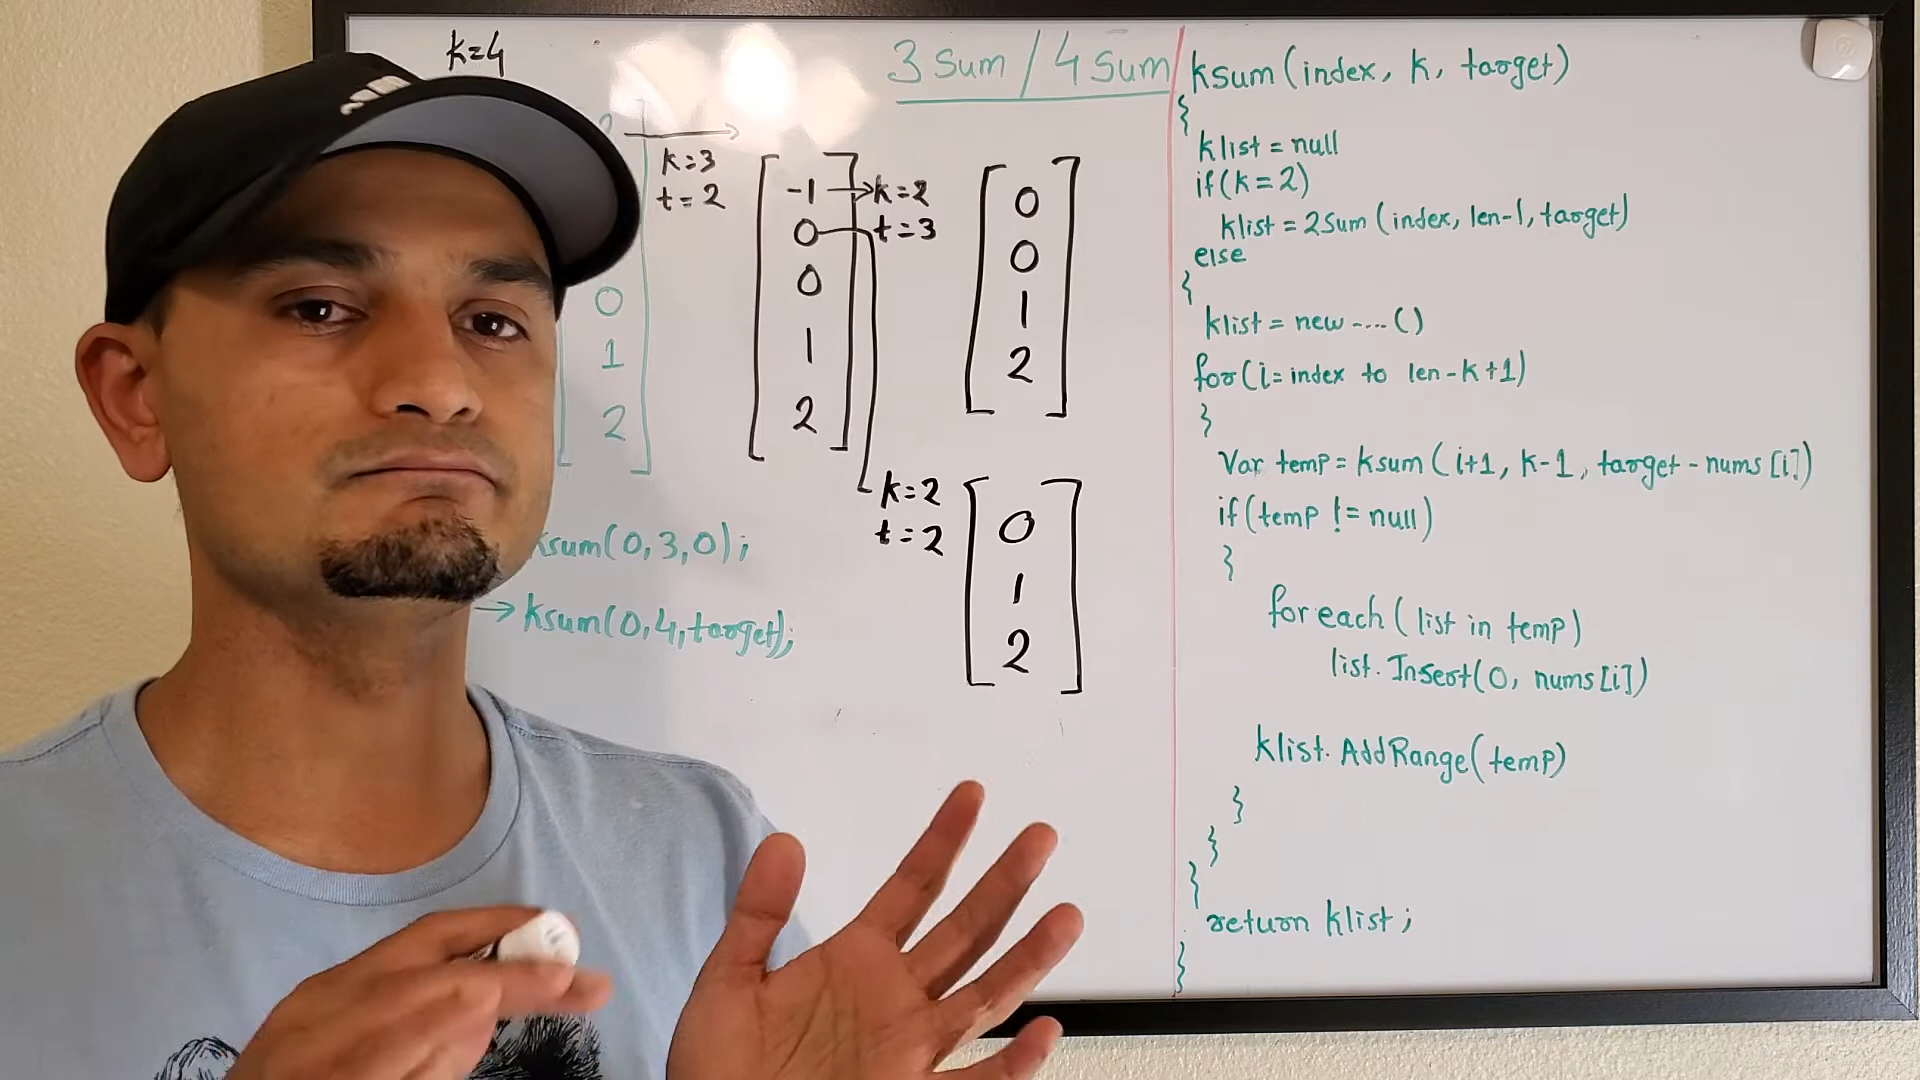 k=4
3 Sum / 4 Sum
k=3
t=2
-1
0
0
1
2
k=2
t=3
0
0
1
2
0
1
2
k=2
t=2
0
1
2
ksum(0,3,0);
→ ksum(0,4,target);
ksum(index, k, target)
{
klist = null
if(k=2)
klist = 2Sum(index, len-1, target)
else
{
klist = new ----()
for(i=index to len-k+1)
}
Var temp = ksum(i+1, k-1, target-nums[i])
if(temp != null)
}
foreach(list in temp)
list.Insert(0, nums[i])
klist.AddRange(temp)
}
}
}
return klist;
}